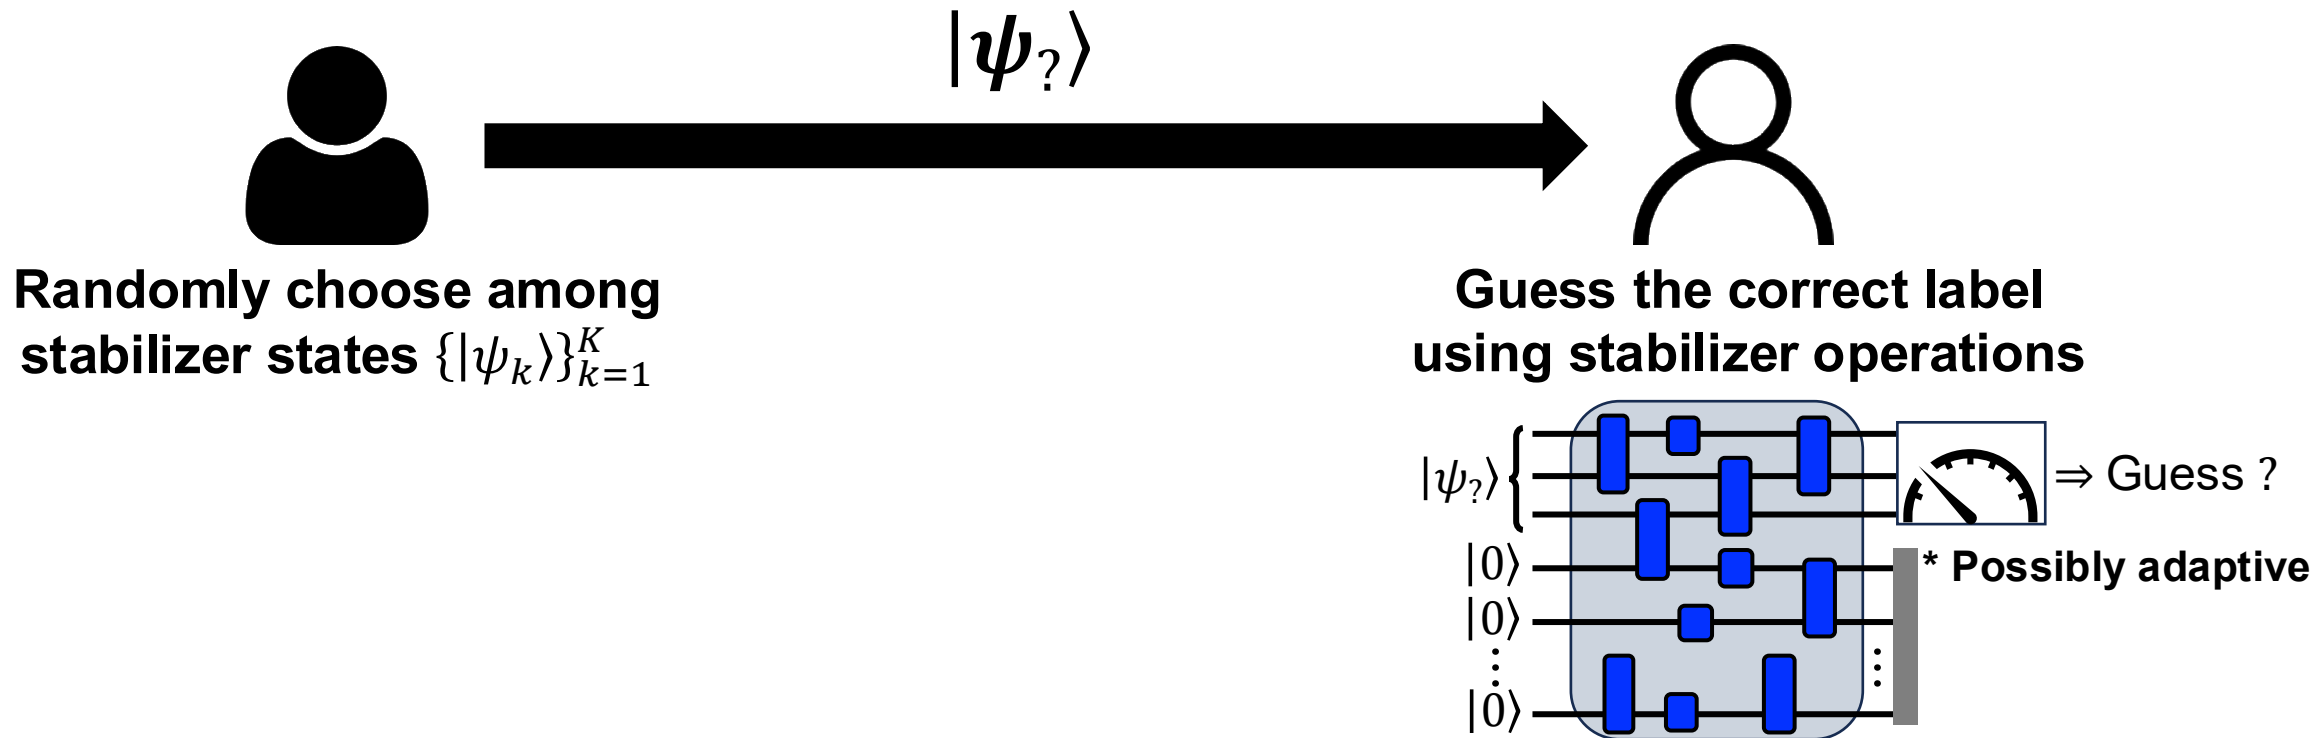 |ψ?⟩
Randomly choose among
stabilizer states {|ψₖ⟩}ᴷₖ₌₁
Guess the correct label
using stabilizer operations
|ψ?⟩
⇒ Guess ?
|0⟩
* Possibly adaptive
|0⟩
|0⟩